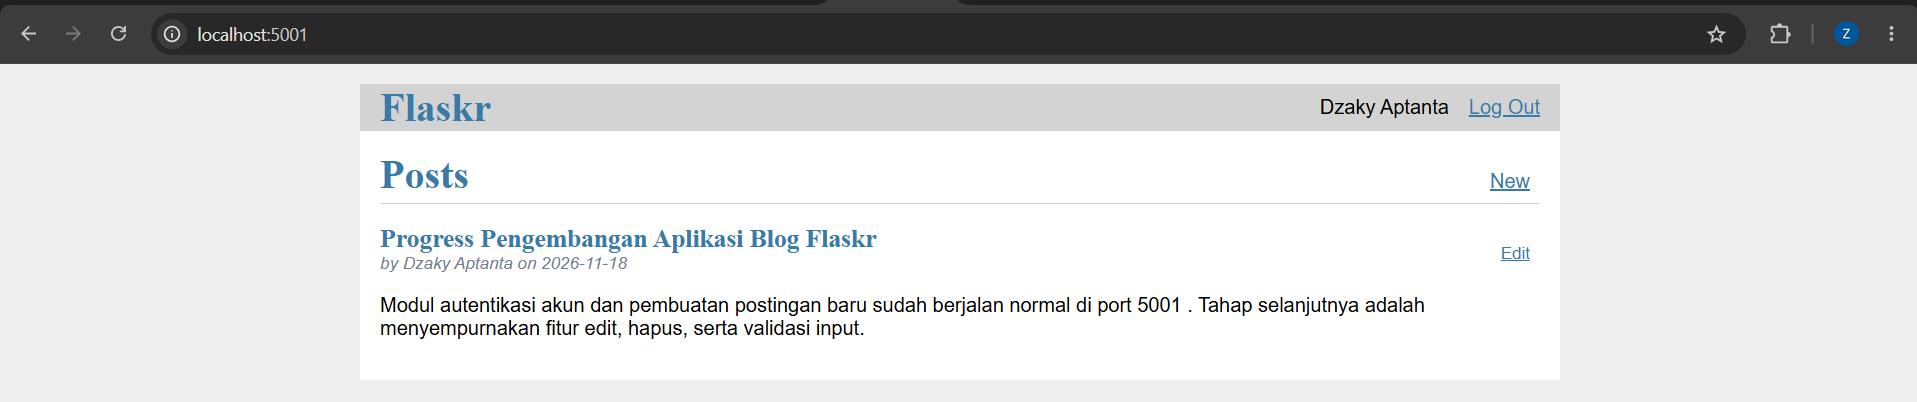 localhost:5001
Z
Flaskr
Dzaky Aptanta Log Out
Posts
New
Progress Pengembangan Aplikasi Blog Flaskr
by Dzaky Aptanta on 2026-11-18
Edit
Modul autentikasi akun dan pembuatan postingan baru sudah berjalan normal di port 5001 . Tahap selanjutnya adalah
menyempurnakan fitur edit, hapus, serta validasi input.